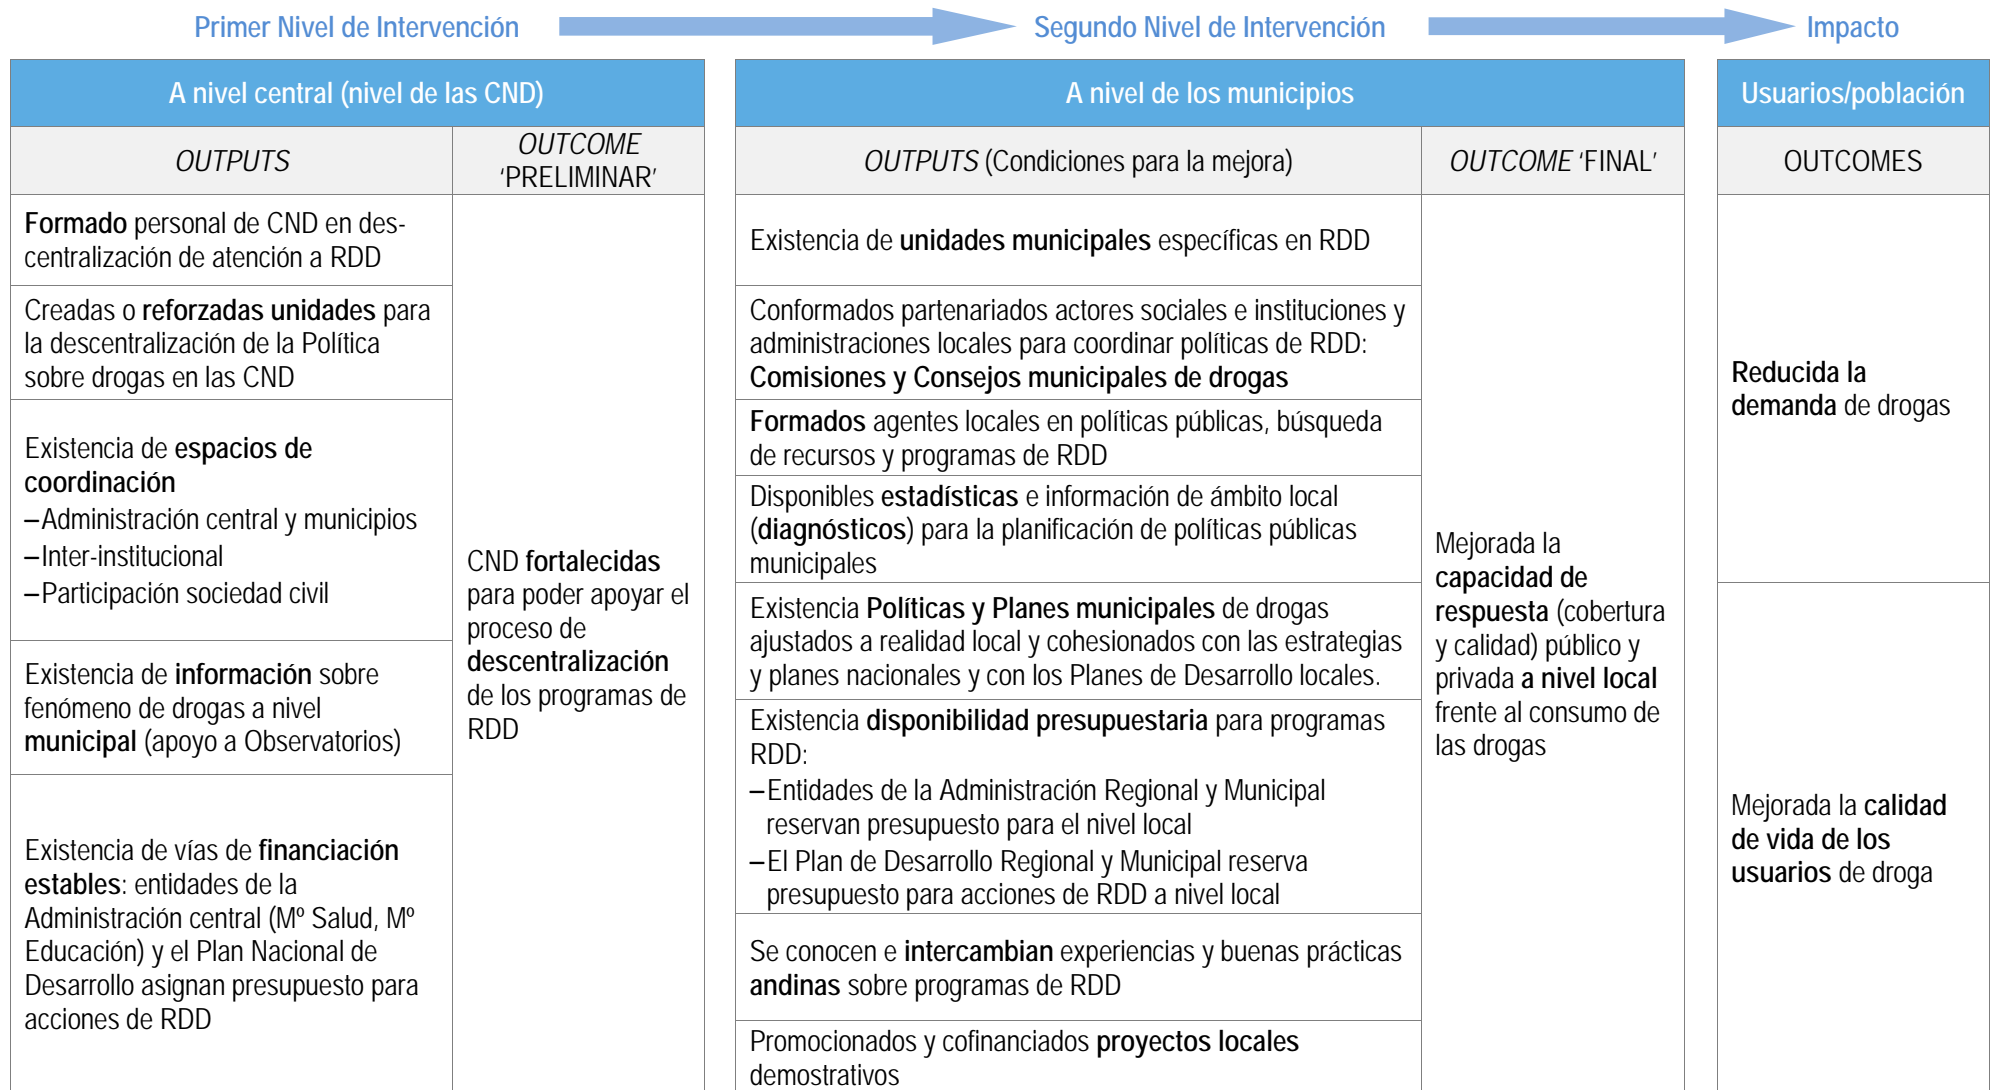 Primer Nivel de Intervención
Segundo Nivel de Intervención
Impacto
A nivel central (nivel de las CND)
OUTPUTS
OUTCOME
‘PRELIMINAR’
Formado personal de CND en des-
centralización de atención a RDD
Creadas o reforzadas unidades para
la descentralización de la Política
sobre drogas en las CND
Existencia de espacios de
coordinación
–Administración central y municipios
–Inter-institucional
–Participación sociedad civil
Existencia de información sobre
fenómeno de drogas a nivel
municipal (apoyo a Observatorios)
Existencia de vías de financiación
estables: entidades de la
Administración central (Mº Salud, Mº
Educación) y el Plan Nacional de
Desarrollo asignan presupuesto para
acciones de RDD
CND fortalecidas
para poder apoyar el
proceso de
descentralización
de los programas de
RDD
A nivel de los municipios
OUTPUTS (Condiciones para la mejora)
OUTCOME ‘FINAL’
Existencia de unidades municipales específicas en RDD
Conformados partenariados actores sociales e instituciones y
administraciones locales para coordinar políticas de RDD:
Comisiones y Consejos municipales de drogas
Formados agentes locales en políticas públicas, búsqueda
de recursos y programas de RDD
Disponibles estadísticas e información de ámbito local
(diagnósticos) para la planificación de políticas públicas
municipales
Existencia Políticas y Planes municipales de drogas
ajustados a realidad local y cohesionados con las estrategias
y planes nacionales y con los Planes de Desarrollo locales.
Existencia disponibilidad presupuestaria para programas
RDD:
–Entidades de la Administración Regional y Municipal
reservan presupuesto para el nivel local
–El Plan de Desarrollo Regional y Municipal reserva
presupuesto para acciones de RDD a nivel local
Se conocen e intercambian experiencias y buenas prácticas
andinas sobre programas de RDD
Promocionados y cofinanciados proyectos locales
demostrativos
Mejorada la
capacidad de
respuesta (cobertura
y calidad) público y
privada a nivel local
frente al consumo de
las drogas
Usuarios/población
OUTCOMES
Reducida la
demanda de drogas
Mejorada la calidad
de vida de los
usuarios de droga